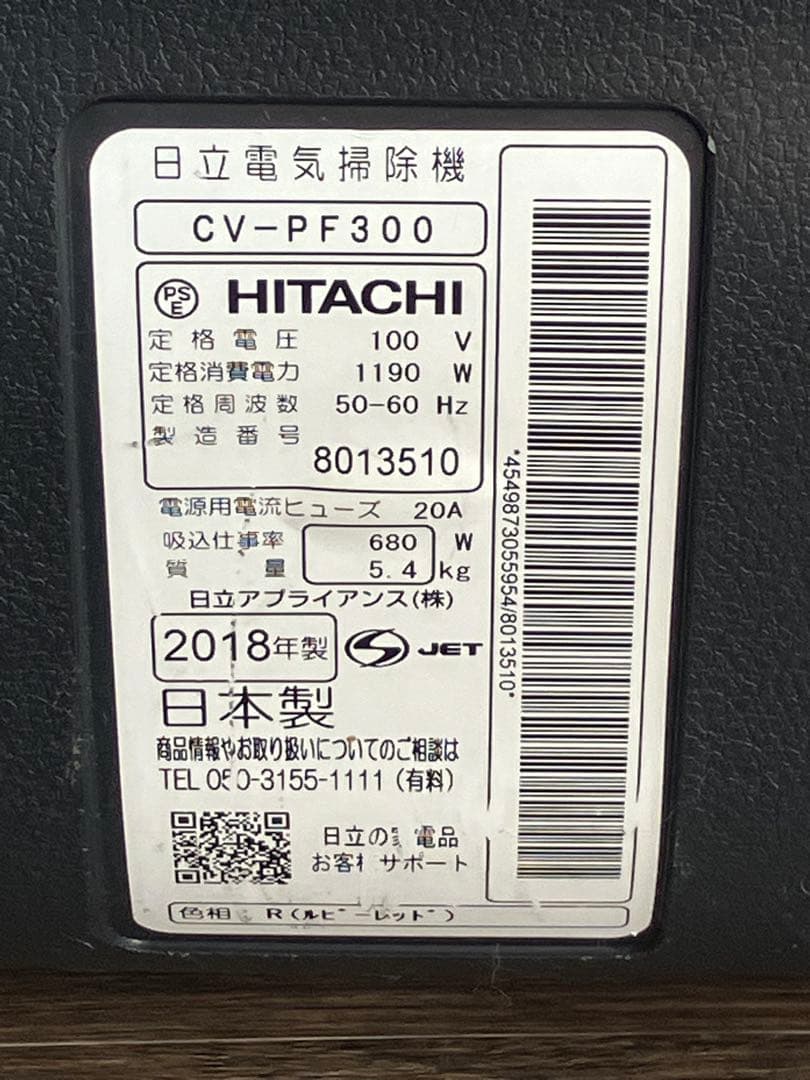 日立電気掃除機
CV-PF300
PSE HITACHI
定格電圧 100 V
定格消費電力 1190 W
定格周波数 50-60 Hz
製造番号
8013510
電源用電流ヒューズ 20A
吸込仕事率 680 W
質量 5.4 kg
日立アプライアンス(株)
2018年製 S JET
日本製
商品情報やお取り扱いについてのご相談は
TEL 050-3155-1111 (有料)
日立の 電品
お客 サポート
色相 R(ルビーレッド)
*4549873055954/8013510*